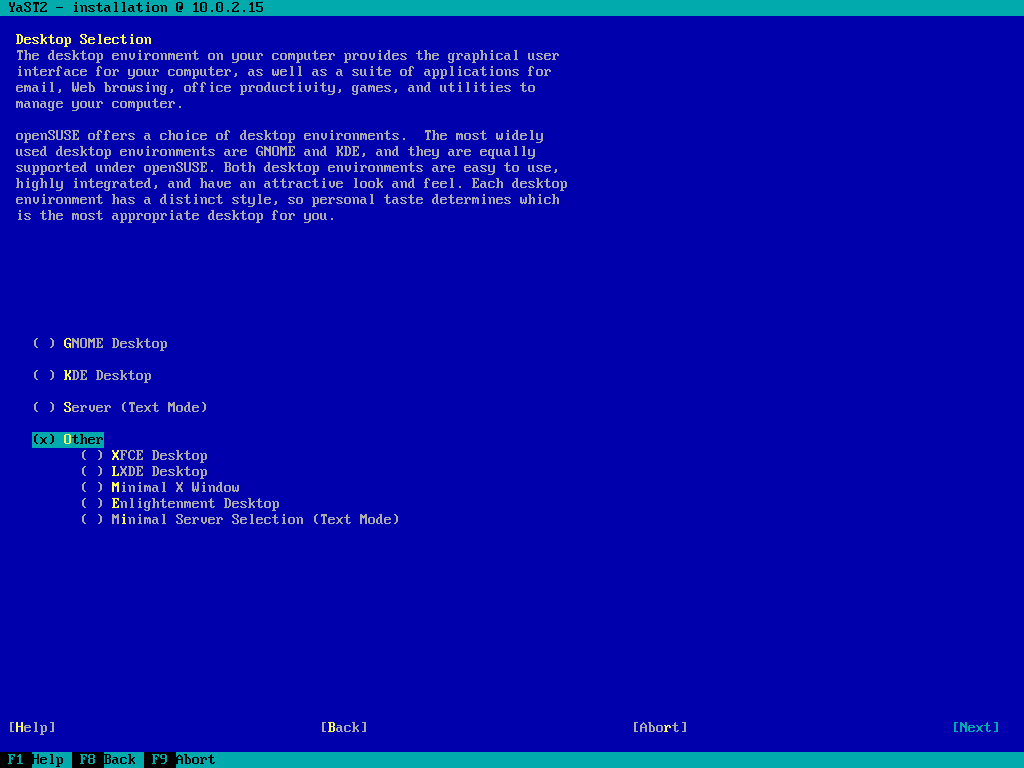 YaST2 - installation @ 10.0.2.15
Desktop Selection
The desktop environment on your computer provides the graphical user
interface for your computer, as well as a suite of applications for
email, Web browsing, office productivity, games, and utilities to
manage your computer.
openSUSE offers a choice of desktop environments.  The most widely
used desktop environments are GNOME and KDE, and they are equally
supported under openSUSE. Both desktop environments are easy to use,
highly integrated, and have an attractive look and feel. Each desktop
environment has a distinct style, so personal taste determines which
is the most appropriate desktop for you.
( ) GNOME Desktop
( ) KDE Desktop
( ) Server (Text Mode)
(x) Other
( ) XFCE Desktop
( ) LXDE Desktop
( ) Minimal X Window
( ) Enlightenment Desktop
( ) Minimal Server Selection (Text Mode)
[Help] [Back] [Abort] [Next]
F1 Help F8 Back F9 Abort